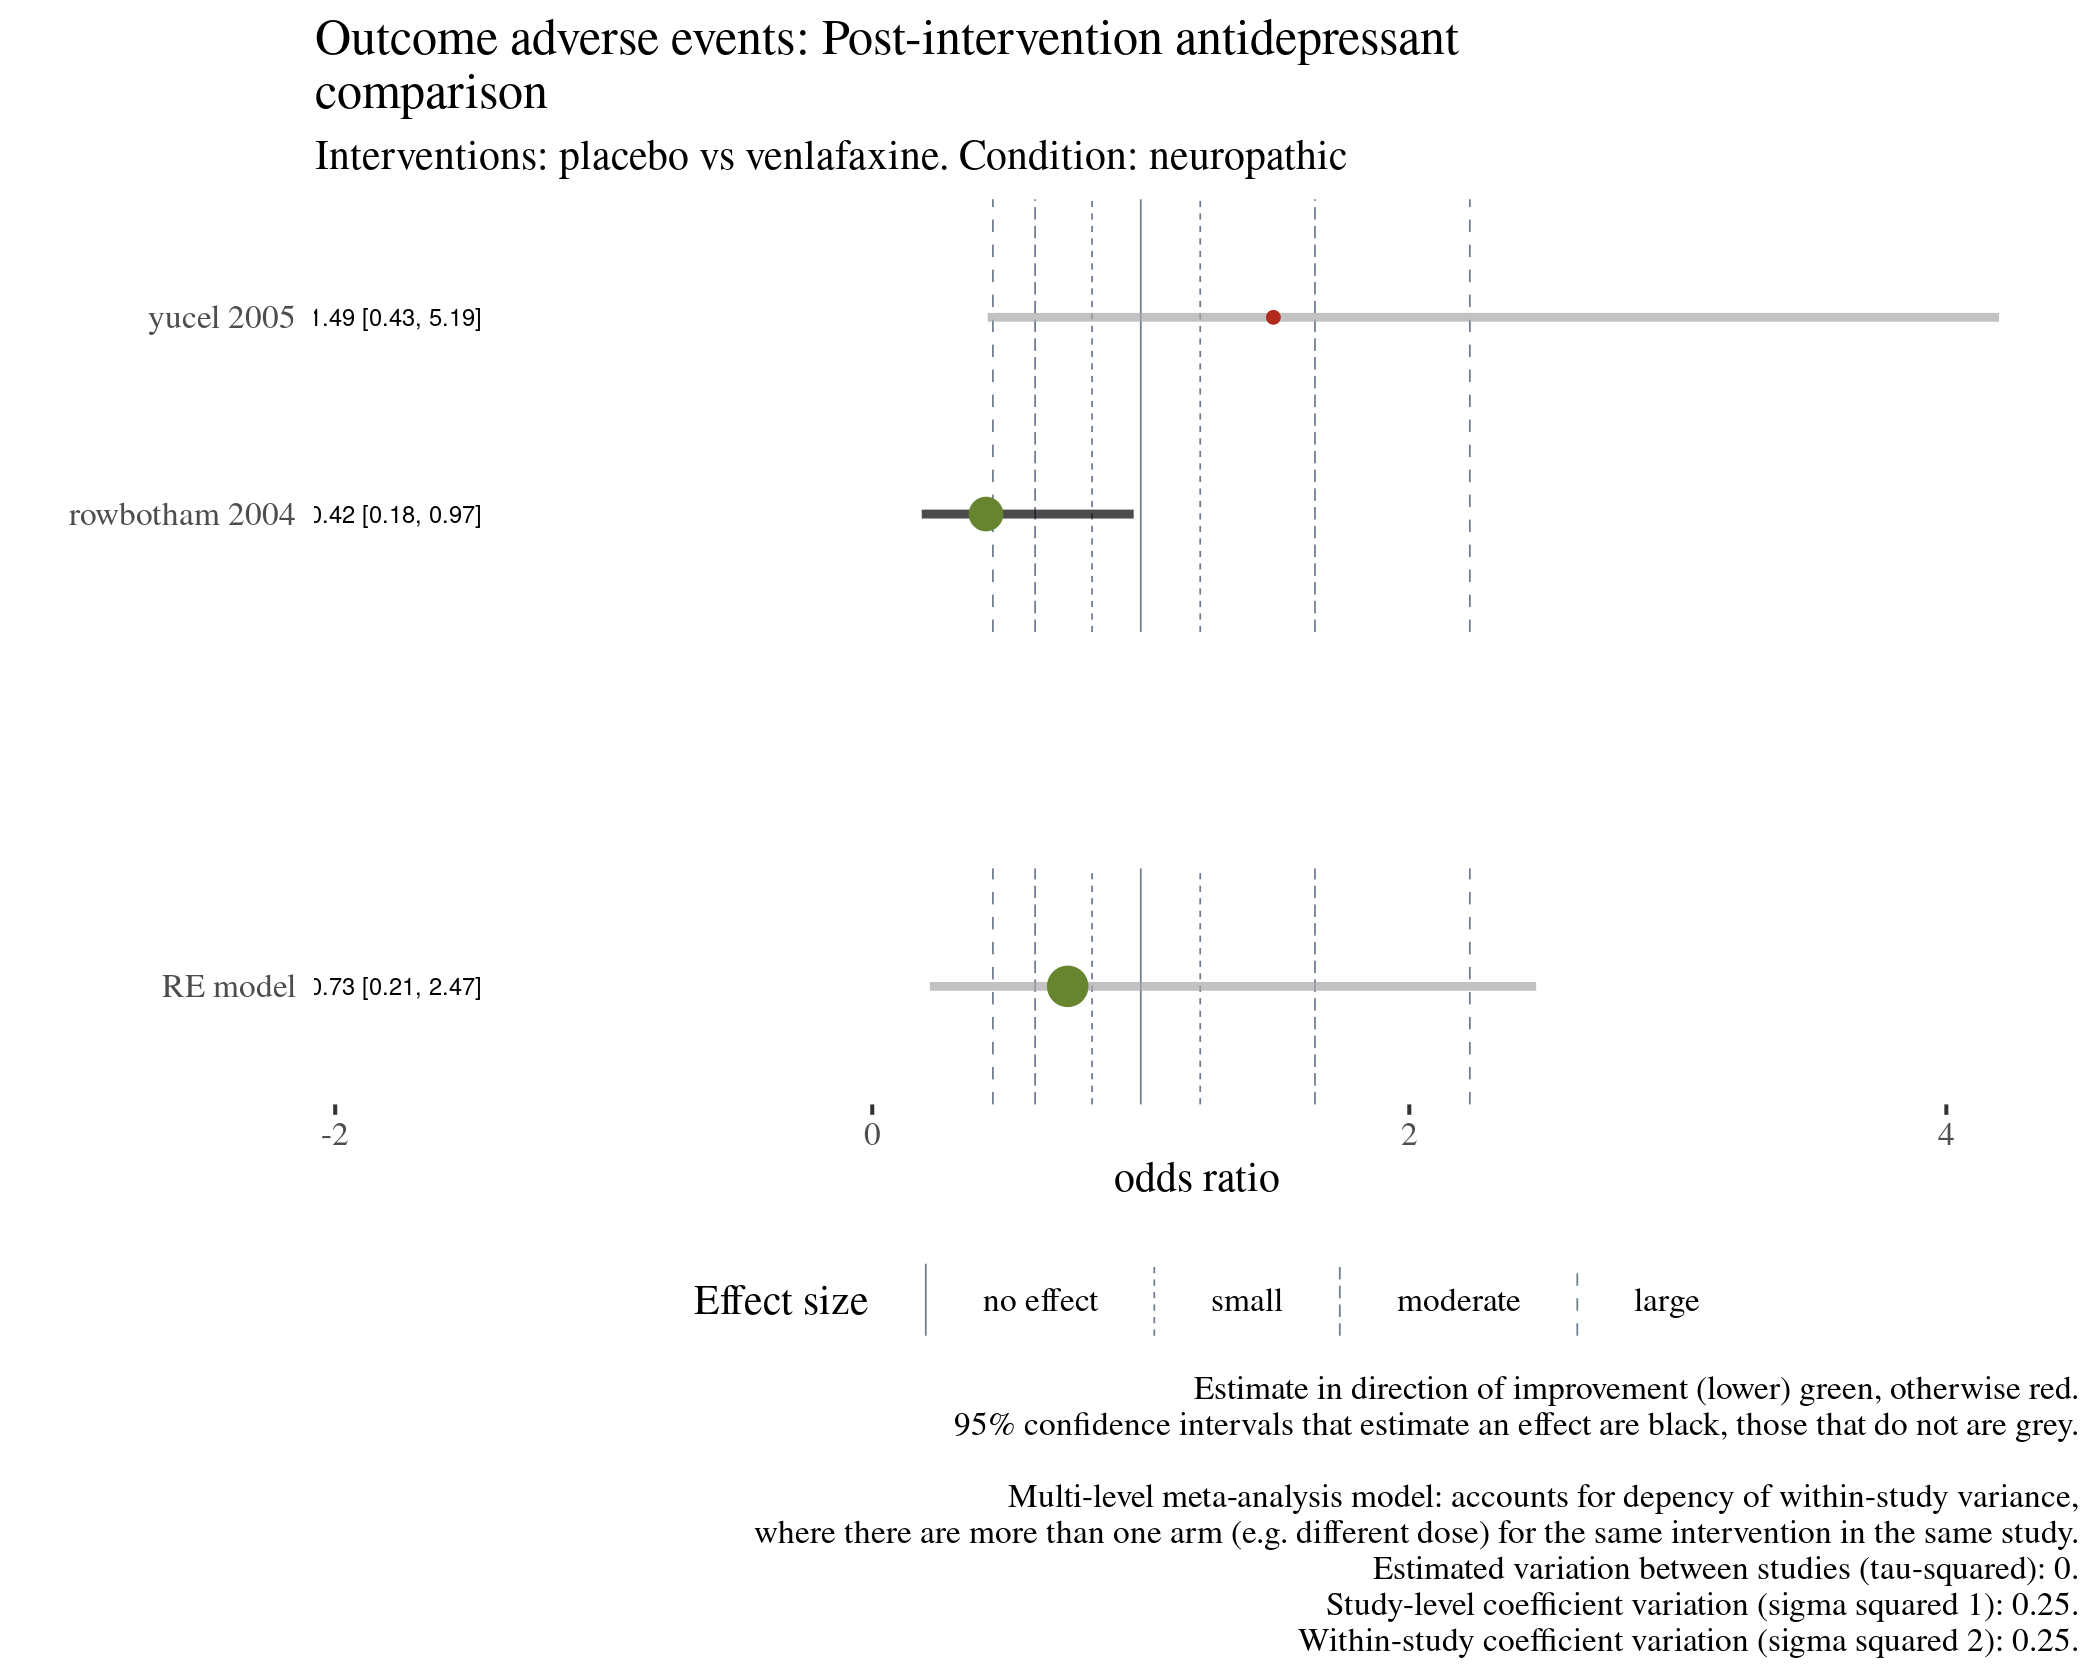 Outcome adverse events: Post-intervention antidepressant
comparison
Interventions: placebo vs venlafaxine. Condition: neuropathic
yucel 2005 1.49 [0.43, 5.19]
rowbotham 2004 0.42 [0.18, 0.97]
RE model 0.73 [0.21, 2.47]
-2 0 2 4
odds ratio
Effect size no effect small moderate large
Estimate in direction of improvement (lower) green, otherwise red.
95% confidence intervals that estimate an effect are black, those that do not are grey.
Multi-level meta-analysis model: accounts for depency of within-study variance,
where there are more than one arm (e.g. different dose) for the same intervention in the same study.
Estimated variation between studies (tau-squared): 0.
Study-level coefficient variation (sigma squared 1): 0.25.
Within-study coefficient variation (sigma squared 2): 0.25.